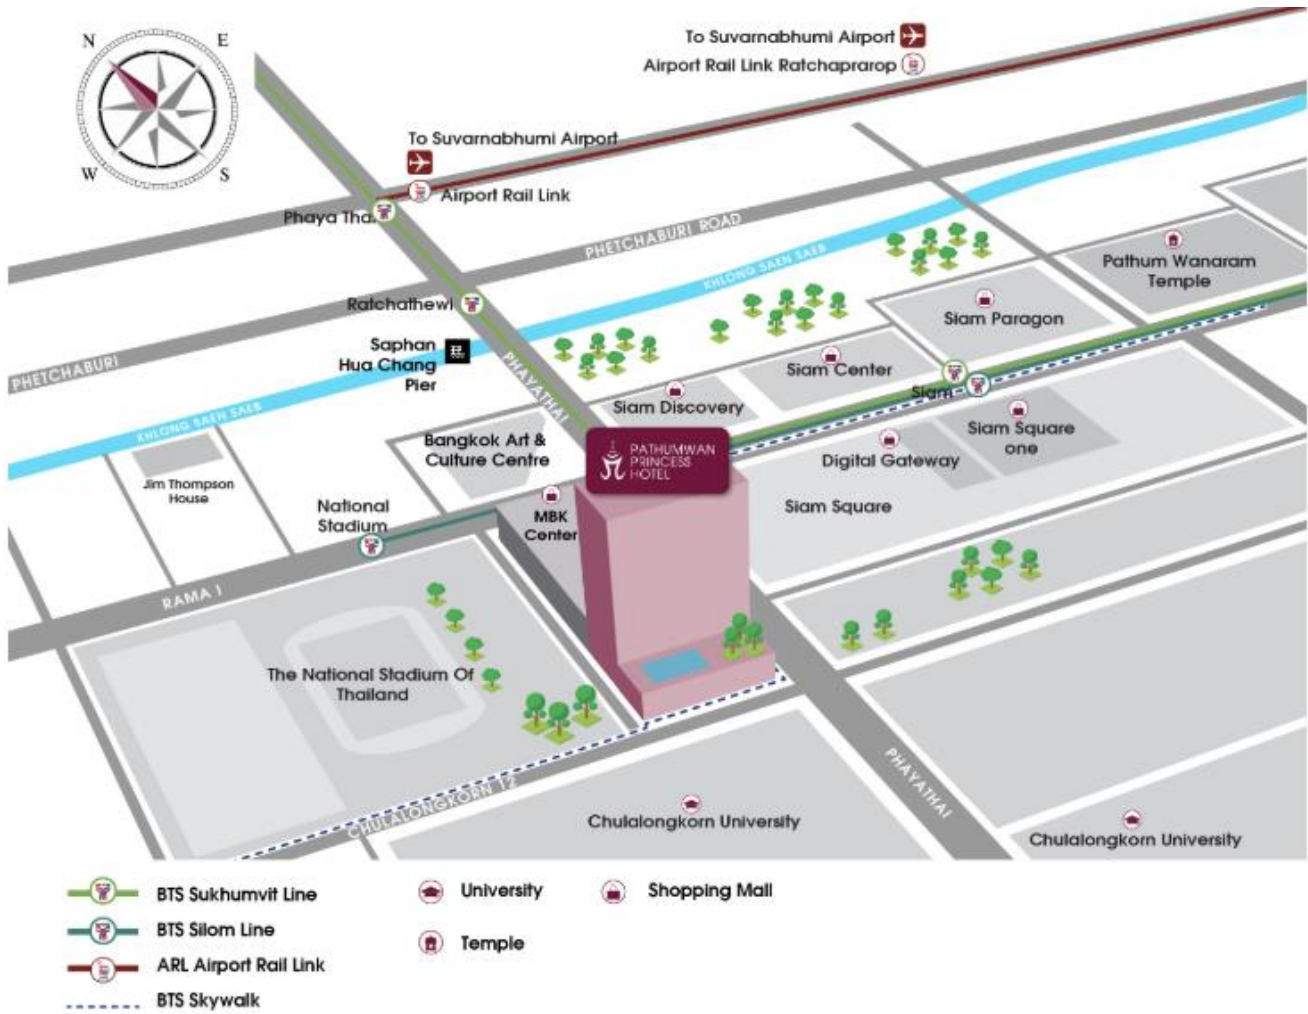 N
E
W
S
To Suvarnabhumi Airport
Airport Rail Link Ratchaprarop
To Suvarnabhumi Airport
Airport Rail Link
Phaya Thai
PHETCHABURI ROAD
KHLONG SAEN SAEB
Pathum Wanaram
Temple
Ratchathewi
Siam Paragon
Saphan
Hua Chang
Pier
PHETCHABURI
PHAYATHAI
Siam Center
Siam
Siam Discovery
KHLONG SAEN SAEB
Bangkok Art &
Culture Centre
PATHUMWAN
PRINCESS
HOTEL
Siam Square
one
Digital Gateway
Jim Thompson
House
National
Stadium
MBK
Center
Siam Square
RAMA I
The National Stadium Of
Thailand
CHULALONGKORN 12
PHAYATHAI
Chulalongkorn University
Chulalongkorn University
BTS Sukhumvit Line
University
Shopping Mall
BTS Silom Line
Temple
ARL Airport Rail Link
BTS Skywalk